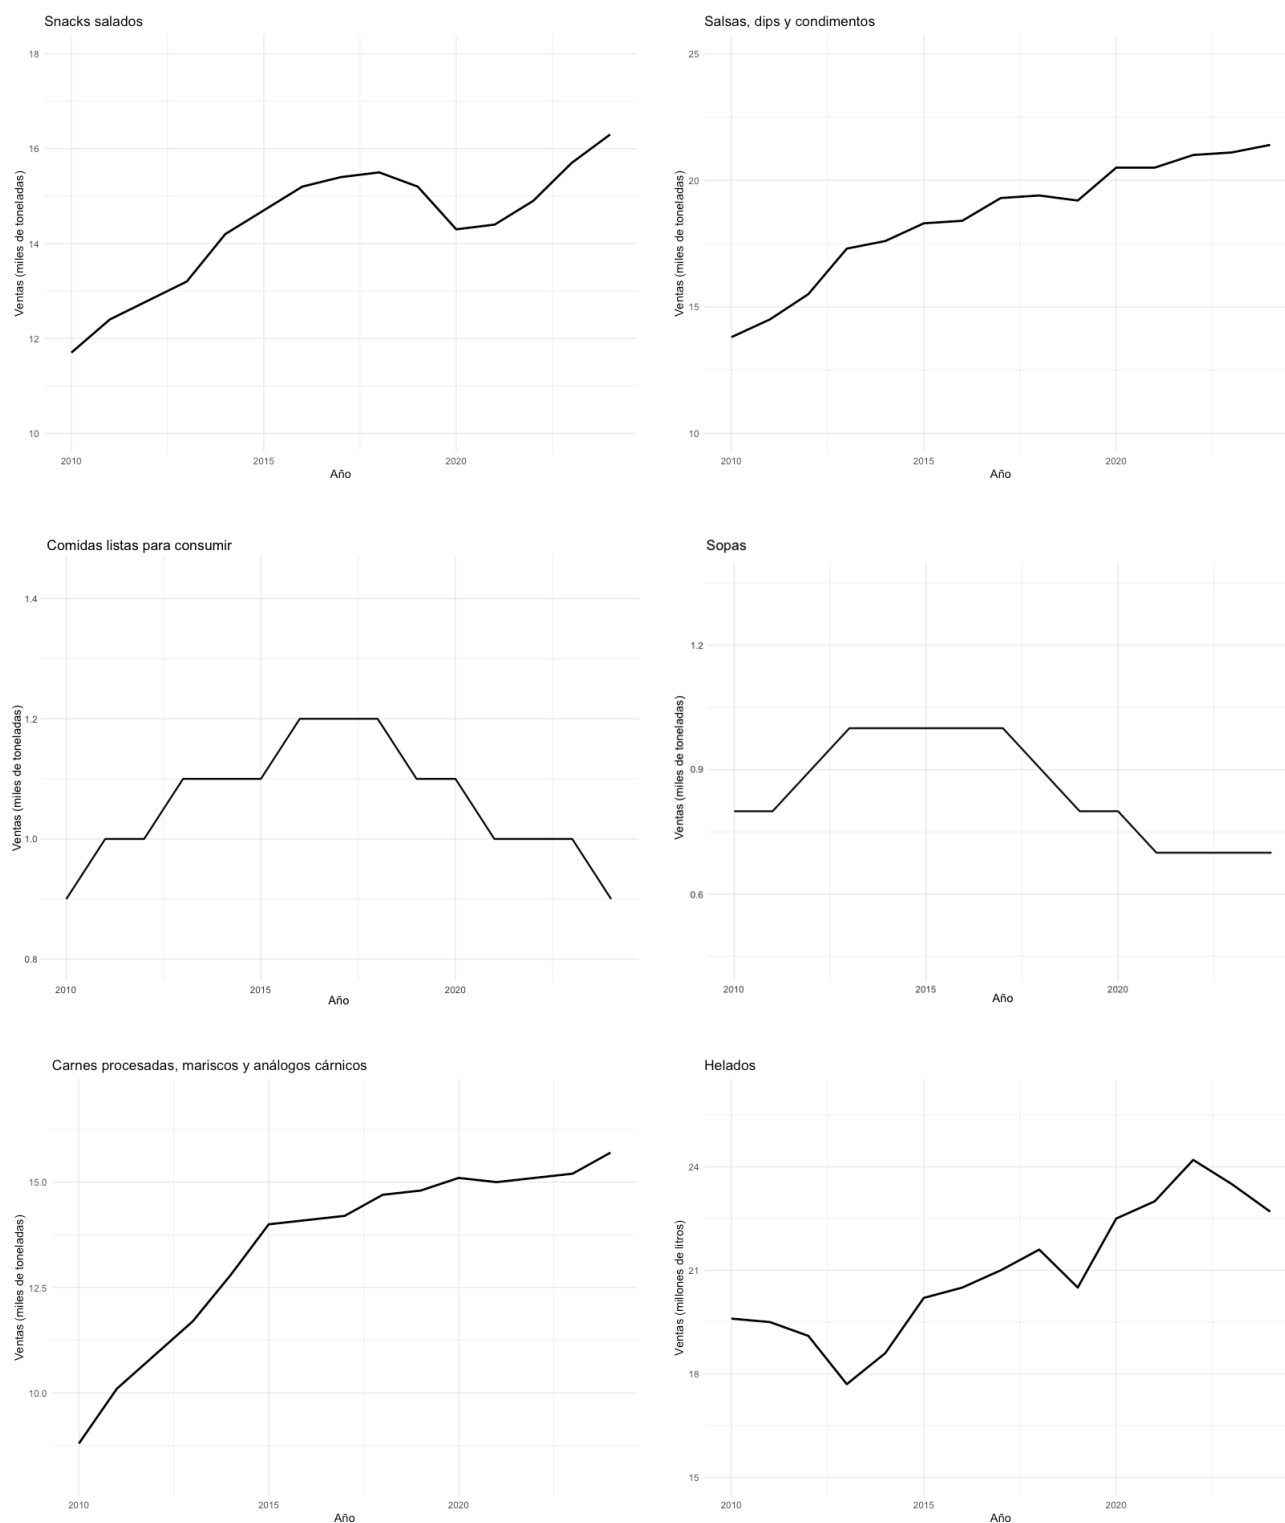 Snacks salados
18
16
14
12
10
Ventas (miles de toneladas)
2010 2015 2020
Año
Salsas, dips y condimentos
25
20
15
10
Ventas (miles de toneladas)
2010 2015 2020
Año
Comidas listas para consumir
1.4
1.2
1.0
0.8
Ventas (miles de toneladas)
2010 2015 2020
Año
Sopas
1.2
0.9
0.6
Ventas (miles de toneladas)
2010 2015 2020
Año
Carnes procesadas, mariscos y análogos cárnicos
15.0
12.5
10.0
Ventas (miles de toneladas)
2010 2015 2020
Año
Helados
24
21
18
15
Ventas (millones de litros)
2010 2015 2020
Año